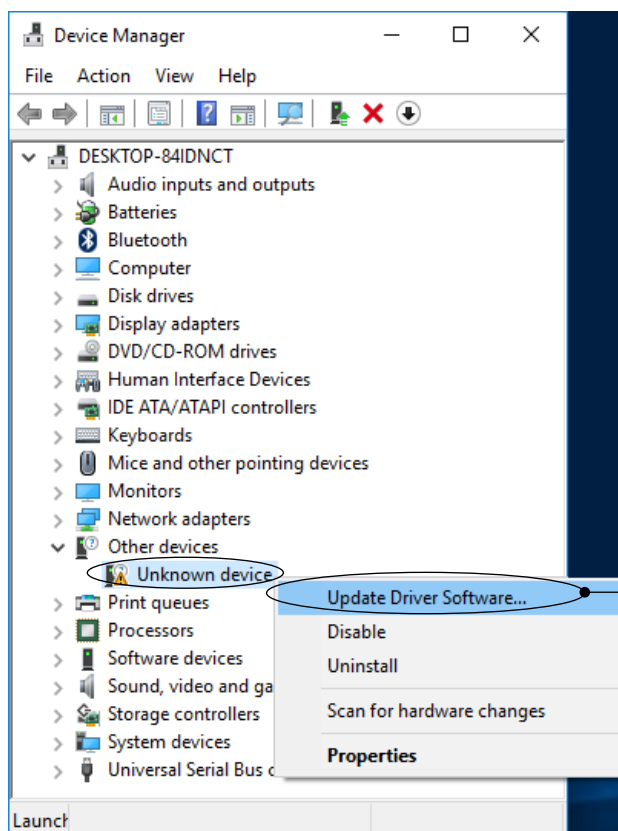 Device Manager
File Action View Help
DESKTOP-84IDNCT
Audio inputs and outputs
Batteries
Bluetooth
Computer
Disk drives
Display adapters
DVD/CD-ROM drives
Human Interface Devices
IDE ATA/ATAPI controllers
Keyboards
Mice and other pointing devices
Monitors
Network adapters
Other devices
Unknown device
Print queues
Processors
Software devices
Sound, video and ga
Storage controllers
System devices
Universal Serial Bus c
Update Driver Software...
Disable
Uninstall
Scan for hardware changes
Properties
Launch